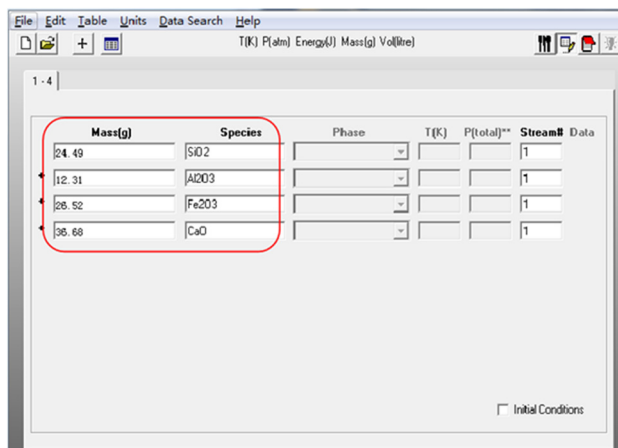 File Edit Table Units Data Search Help
T(K) P(atm) Energy(J) Mass(g) Vol(litre)
1 - 4
Mass(g) Species Phase T(K) P(total)** Stream# Data
24.49 SiO2 1
+ 12.31 Al2O3 1
+ 26.52 Fe2O3 1
+ 36.68 CaO 1
Initial Conditions